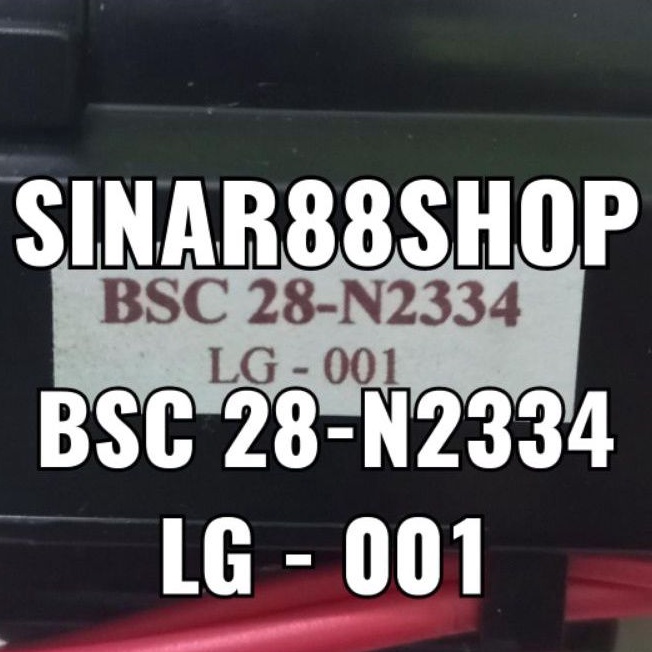 SINAR88SHOP
BSC 28-N2334
LG - 001
BSC 28-N2334
LG - 001